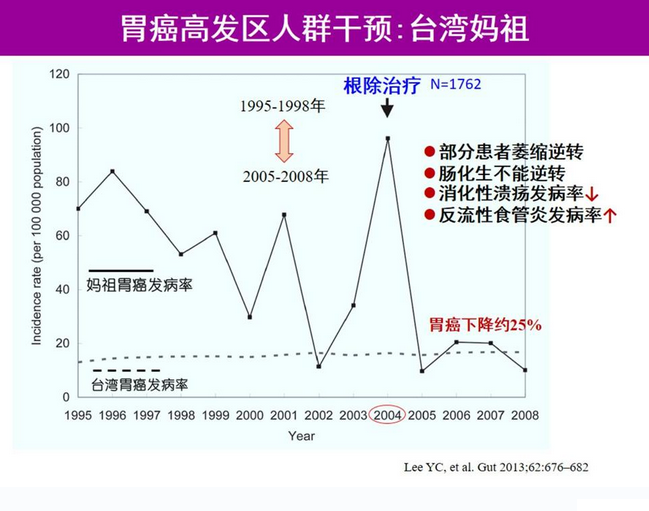 胃癌高发区人群干预：台湾妈祖
120
100
80
60
40
20
0
Incidence rate (per 100 000 population)
根除治疗 N=1762
1995-1998年
2005-2008年
部分患者萎缩逆转
肠化生不能逆转
消化性溃疡发病率↓
反流性食管炎发病率↑
妈祖胃癌发病率
胃癌下降约25%
台湾胃癌发病率
1995 1996 1997 1998 1999 2000 2001 2002 2003 2004 2005 2006 2007 2008
Year
Lee YC, et al. Gut 2013;62:676–682